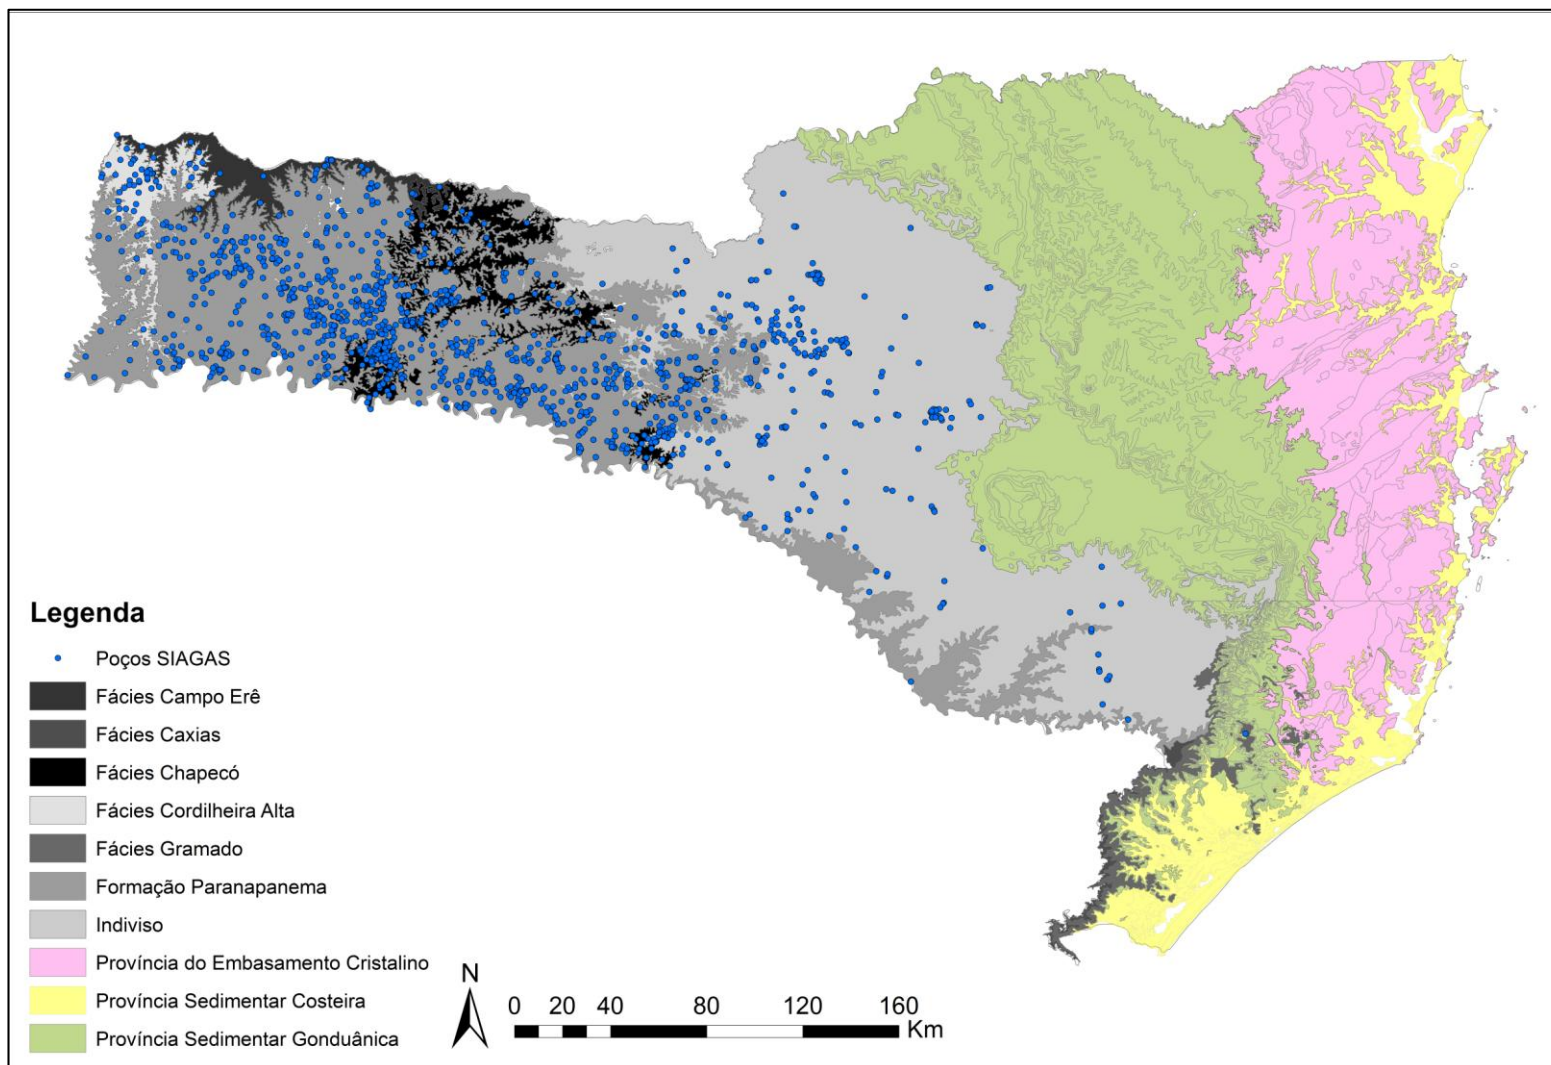 Legenda
Poços SIAGAS
Fácies Campo Erê
Fácies Caxias
Fácies Chapecó
Fácies Cordilheira Alta
Fácies Gramado
Formação Paranapanema
Indiviso
Província do Embasamento Cristalino
Província Sedimentar Costeira
Província Sedimentar Gonduânica
N
0 20 40 80 120 160
Km